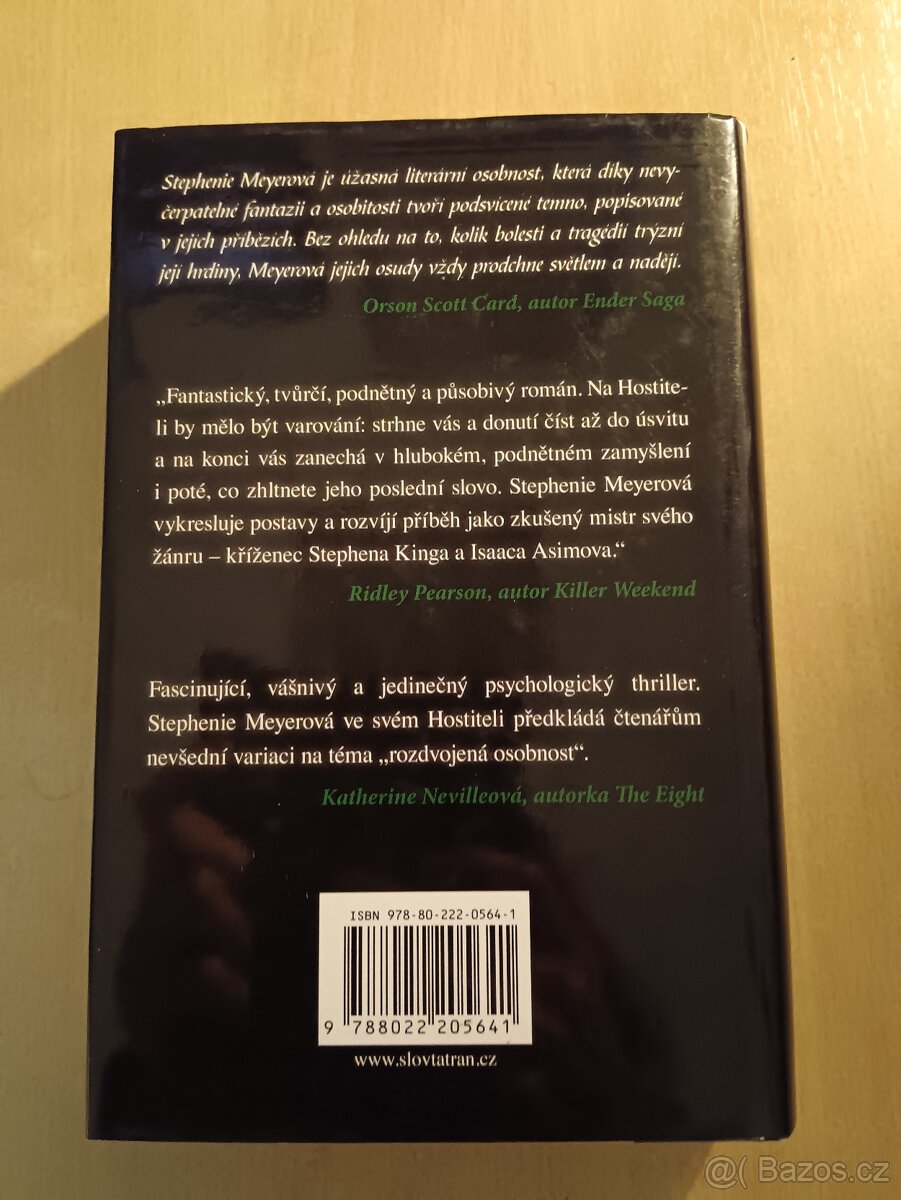 Stephenie Meyerová je úžasná literární osobnost, která díky nevy-
čerpatelné fantazii a osobitosti tvoří podsvícené temno, popisované
v jejich příbězích. Bez ohledu na to, kolik bolesti a tragédií trýzní
její hrdiny, Meyerová jejich osudy vždy prodchne světlem a nadějí.
Orson Scott Card, autor Ender Saga
„Fantastický, tvůrčí, podnětný a působivý román. Na Hostite-
li by mělo být varování: strhne vás a donutí číst až do úsvitu
a na konci vás zanechá v hlubokém, podnětném zamyšlení
i poté, co zhltnete jeho poslední slovo. Stephenie Meyerová
vykresluje postavy a rozvíjí příběh jako zkušený mistr svého
žánru – kříženec Stephena Kinga a Isaaca Asimova.“
Ridley Pearson, autor Killer Weekend
Fascinující, vášnivý a jedinečný psychologický thriller.
Stephenie Meyerová ve svém Hostiteli předkládá čtenářům
nevšední variaci na téma „rozdvojená osobnost“.
Katherine Nevilleová, autorka The Eight
ISBN 978-80-222-0564-1
9 788022 205641
www.slovtatran.cz
@( Bazos.cz